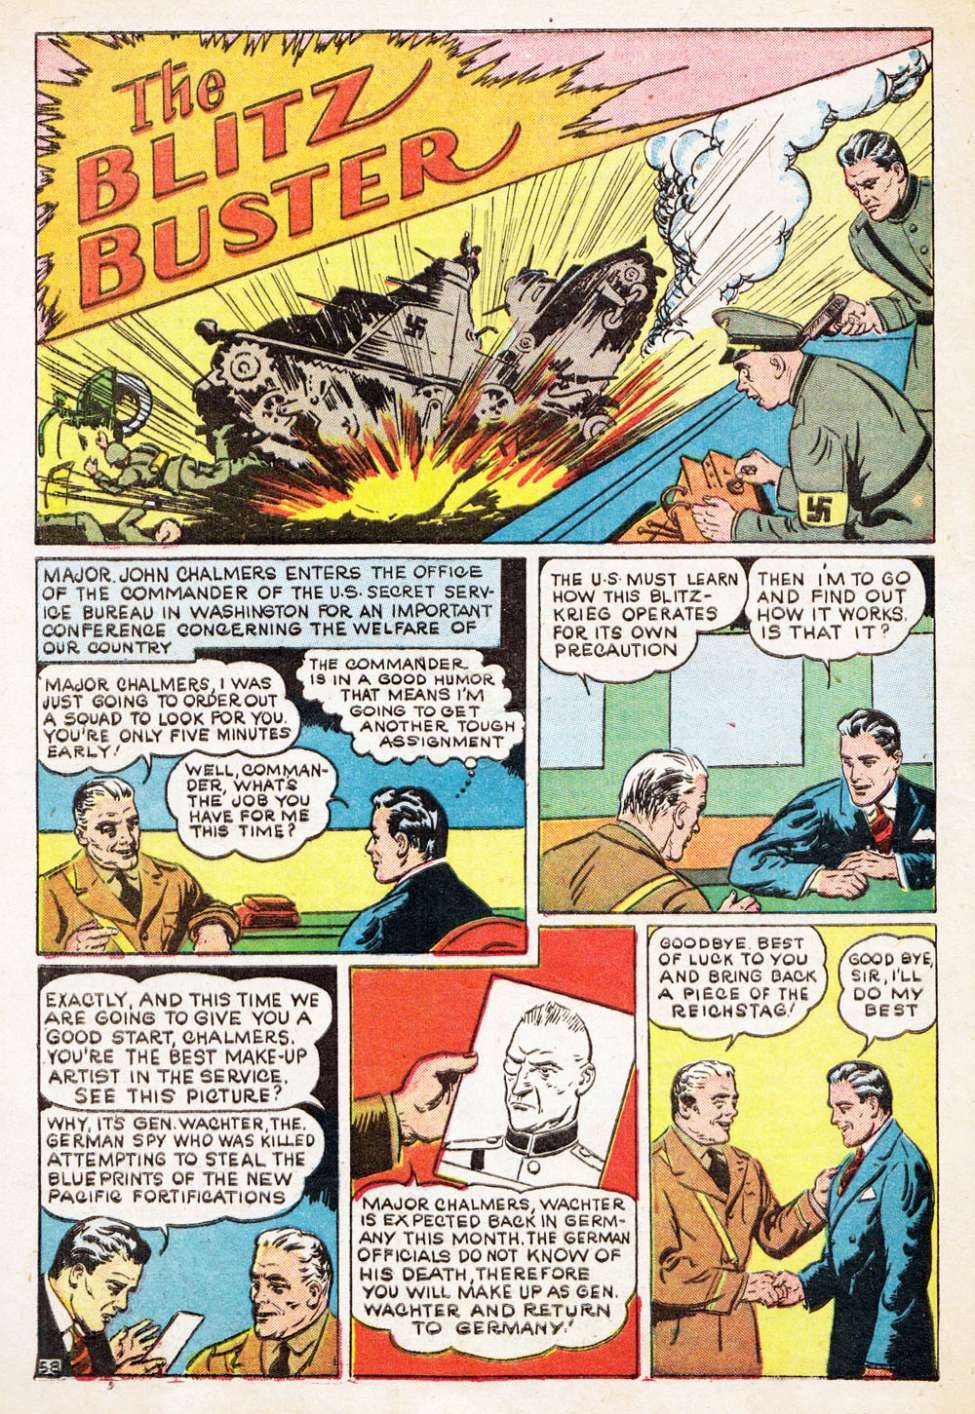 The
BLITZ
BUSTER
MAJOR JOHN CHALMERS ENTERS THE OFFICE
OF THE COMMANDER OF THE U.S. SECRET SERV-
ICE BUREAU IN WASHINGTON FOR AN IMPORTANT
CONFERENCE CONCERNING THE WELFARE OF
OUR COUNTRY
MAJOR CHALMERS, I WAS
JUST GOING TO ORDER OUT
A SQUAD TO LOOK FOR YOU.
YOU'RE ONLY FIVE MINUTES
EARLY!
THE COMMANDER
IS IN A GOOD HUMOR
THAT MEANS I'M
GOING TO GET
ANOTHER TOUGH
ASSIGNMENT
WELL, COMMAN-
DER, WHAT'S
THE JOB YOU
HAVE FOR ME
THIS TIME?
THE U.S. MUST LEARN
HOW THIS BLITZ-
KRIEG OPERATES
FOR ITS OWN
PRECAUTION
THEN I'M TO GO
AND FIND OUT
HOW IT WORKS.
IS THAT IT?
EXACTLY, AND THIS TIME WE
ARE GOING TO GIVE YOU A
GOOD START, CHALMERS.
YOU'RE THE BEST MAKE-UP
ARTIST IN THE SERVICE.
SEE THIS PICTURE?
WHY, IT'S GEN. WACHTER, THE
GERMAN SPY WHO WAS KILLED
ATTEMPTING TO STEAL THE
BLUEPRINTS OF THE NEW
PACIFIC FORTIFICATIONS
58
MAJOR CHALMERS, WACHTER
IS EXPECTED BACK IN GERM-
ANY THIS MONTH. THE GERMAN
OFFICIALS DO NOT KNOW OF
HIS DEATH, THEREFORE
YOU WILL MAKE UP AS GEN.
WACHTER AND RETURN
TO GERMANY!
GOODBYE. BEST
OF LUCK TO YOU
AND BRING BACK
A PIECE OF THE
REICHSTAG!
GOOD BYE,
SIR, I'LL
DO MY
BEST
5